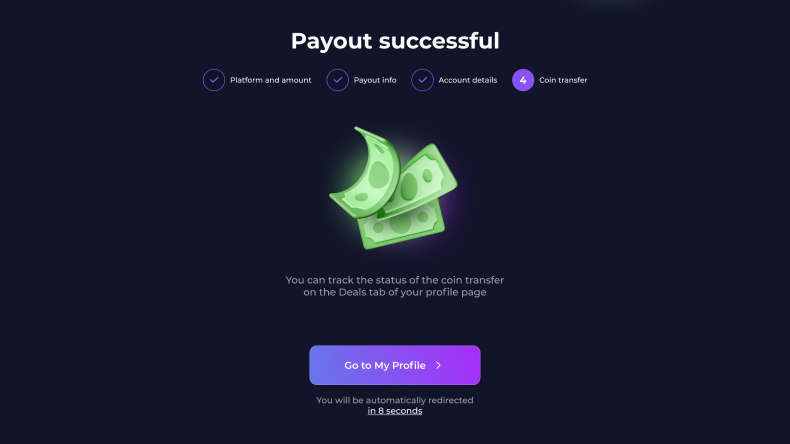 Payout successful
Platform and amount
Payout info
Account details
4 Coin transfer
You can track the status of the coin transfer
on the Deals tab of your profile page
Go to My Profile
You will be automatically redirected
in 8 seconds